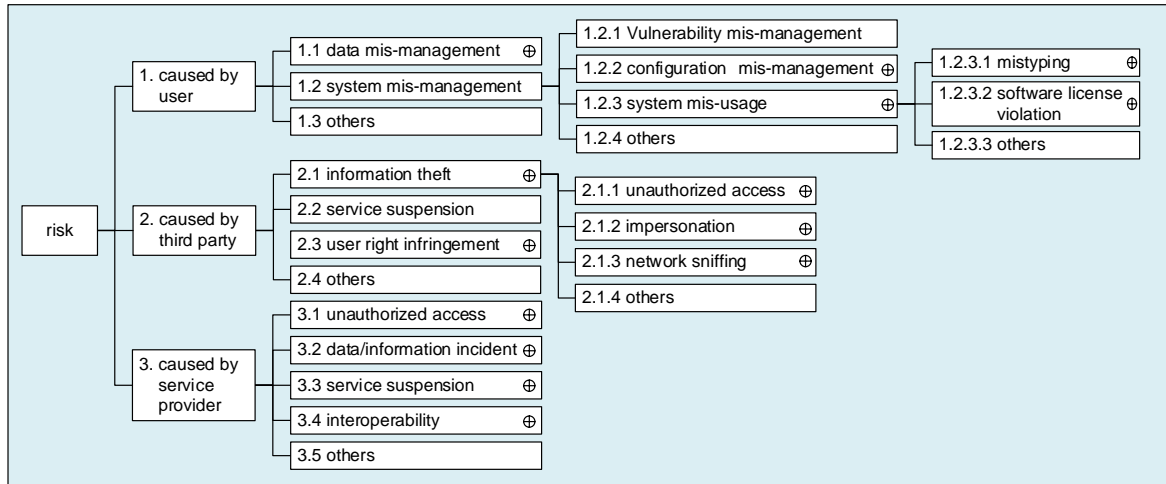 risk
1. caused by
user
1.1 data mis-management ⊕
1.2 system mis-management
1.3 others
1.2.1 Vulnerability mis-management
1.2.2 configuration mis-management ⊕
1.2.3 system mis-usage ⊕
1.2.4 others
1.2.3.1 mistyping ⊕
1.2.3.2 software license ⊕
violation
1.2.3.3 others
2. caused by
third party
2.1 information theft ⊕
2.2 service suspension
2.3 user right infringement ⊕
2.4 others
2.1.1 unauthorized access ⊕
2.1.2 impersonation ⊕
2.1.3 network sniffing ⊕
2.1.4 others
3. caused by
service
provider
3.1 unauthorized access ⊕
3.2 data/information incident ⊕
3.3 service suspension ⊕
3.4 interoperability ⊕
3.5 others